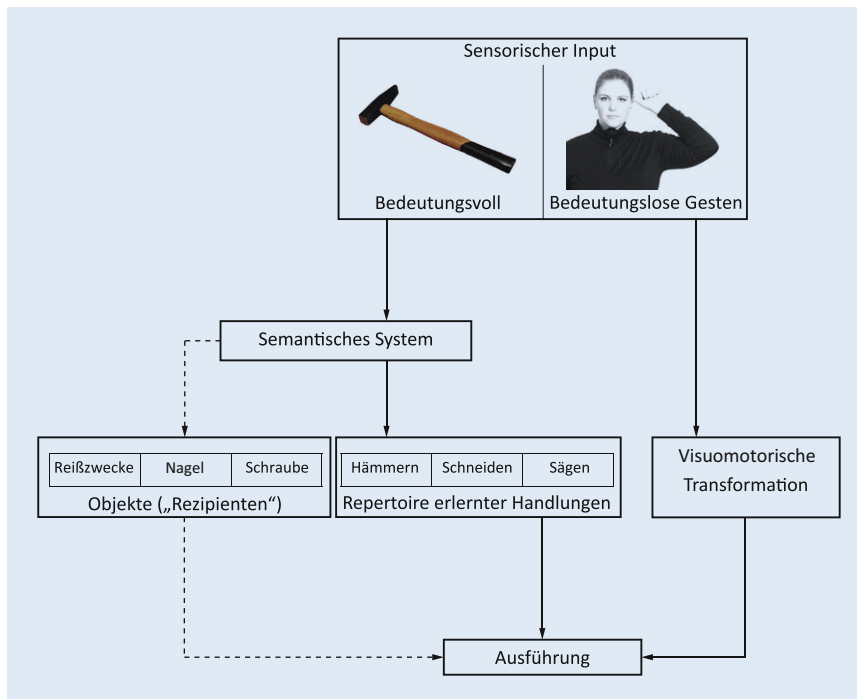 Sensorischer Input
Bedeutungsvoll
Bedeutungslose Gesten
Semantisches System
Reißzwecke
Nagel
Schraube
Objekte („Rezipienten“)
Hämmern
Schneiden
Sägen
Repertoire erlernter Handlungen
Visuomotorische
Transformation
Ausführung